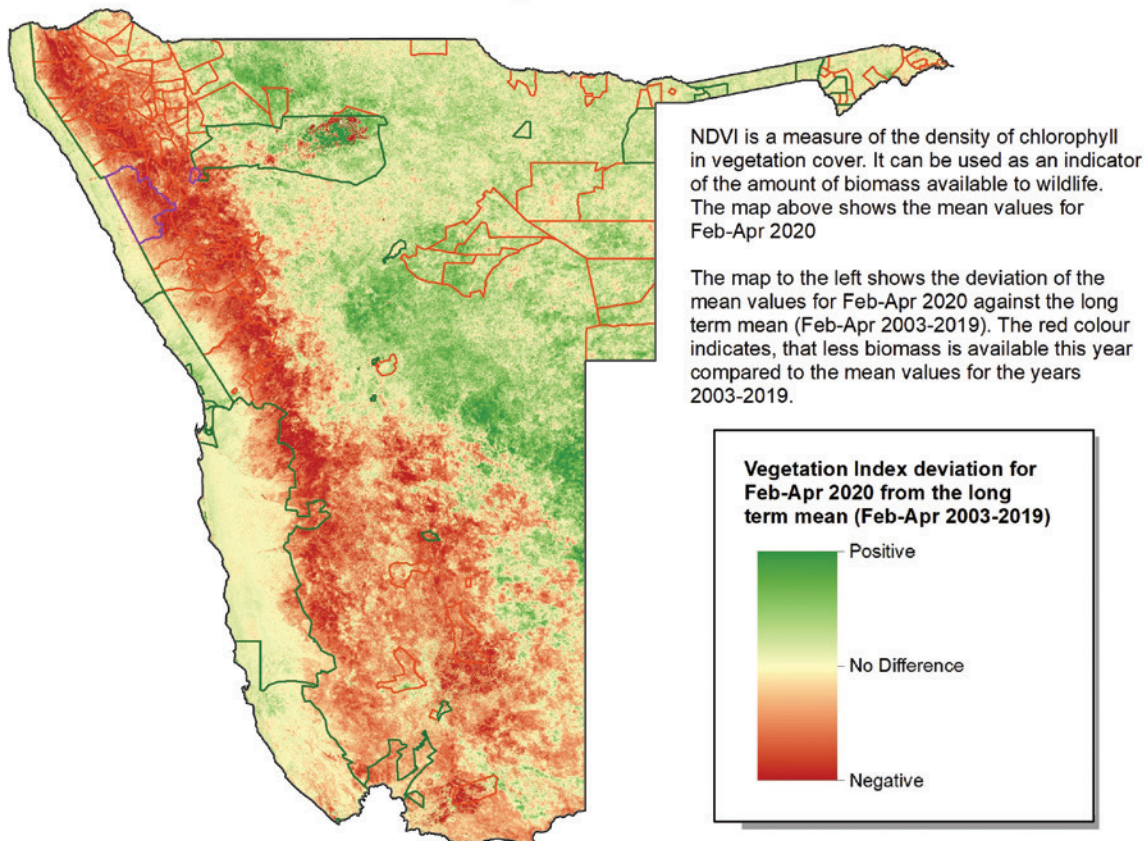 NDVI is a measure of the density of chlorophyll
in vegetation cover. It can be used as an indicator
of the amount of biomass available to wildlife.
The map above shows the mean values for
Feb-Apr 2020
The map to the left shows the deviation of the
mean values for Feb-Apr 2020 against the long
term mean (Feb-Apr 2003-2019). The red colour
indicates, that less biomass is available this year
compared to the mean values for the years
2003-2019.
Vegetation Index deviation for
Feb-Apr 2020 from the long
term mean (Feb-Apr 2003-2019)
Positive
No Difference
Negative